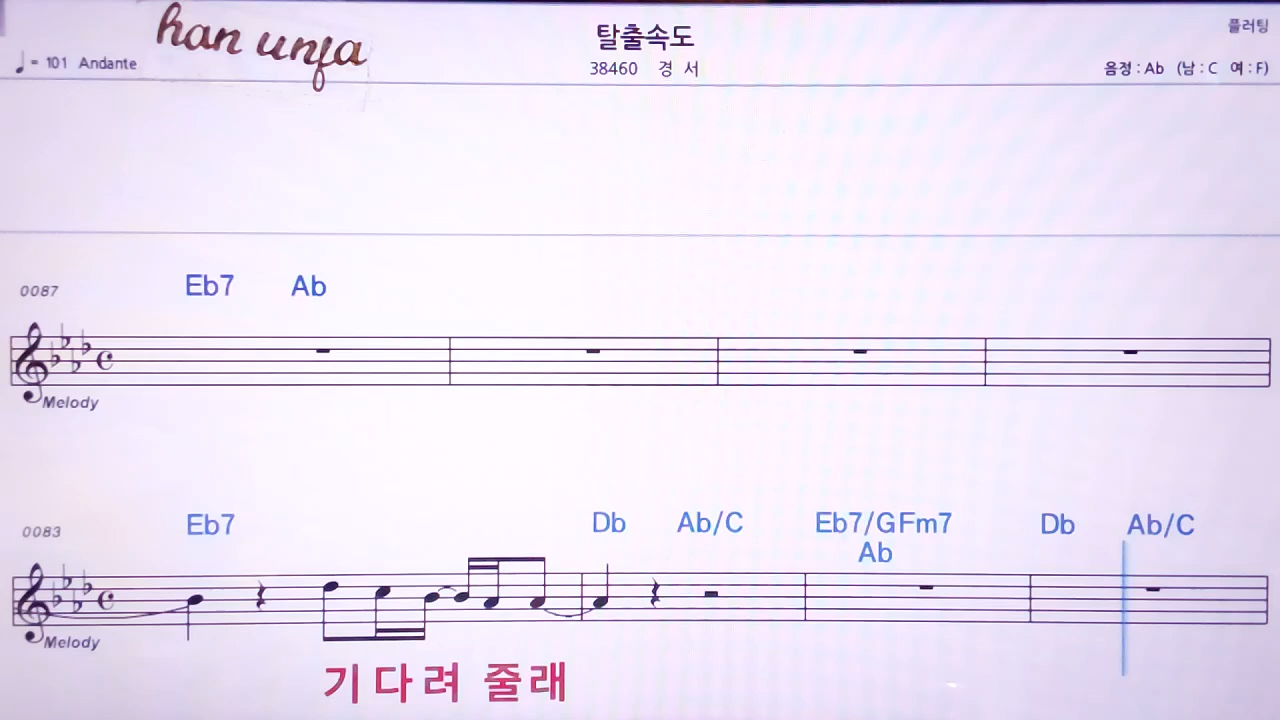 han unfa
탈출속도
플러팅
♩= 101 Andante
38460 경 서
음정 : Ab (남 : C 여 : F)
0087 Eb7 Ab
Melody
0083 Eb7 Db Ab/C Eb7/G Fm7 Db Ab/C
Ab
Melody
기 다 려 줄 래